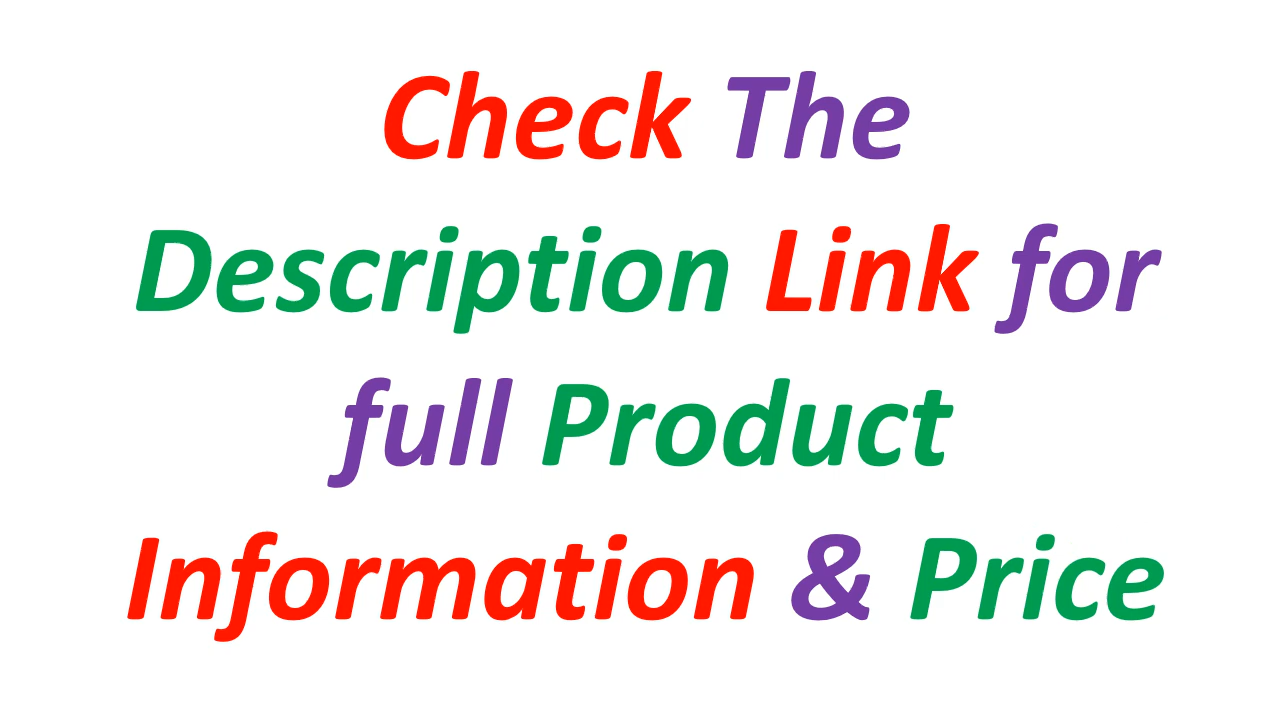 Check The
Description Link for
full Product
Information & Price